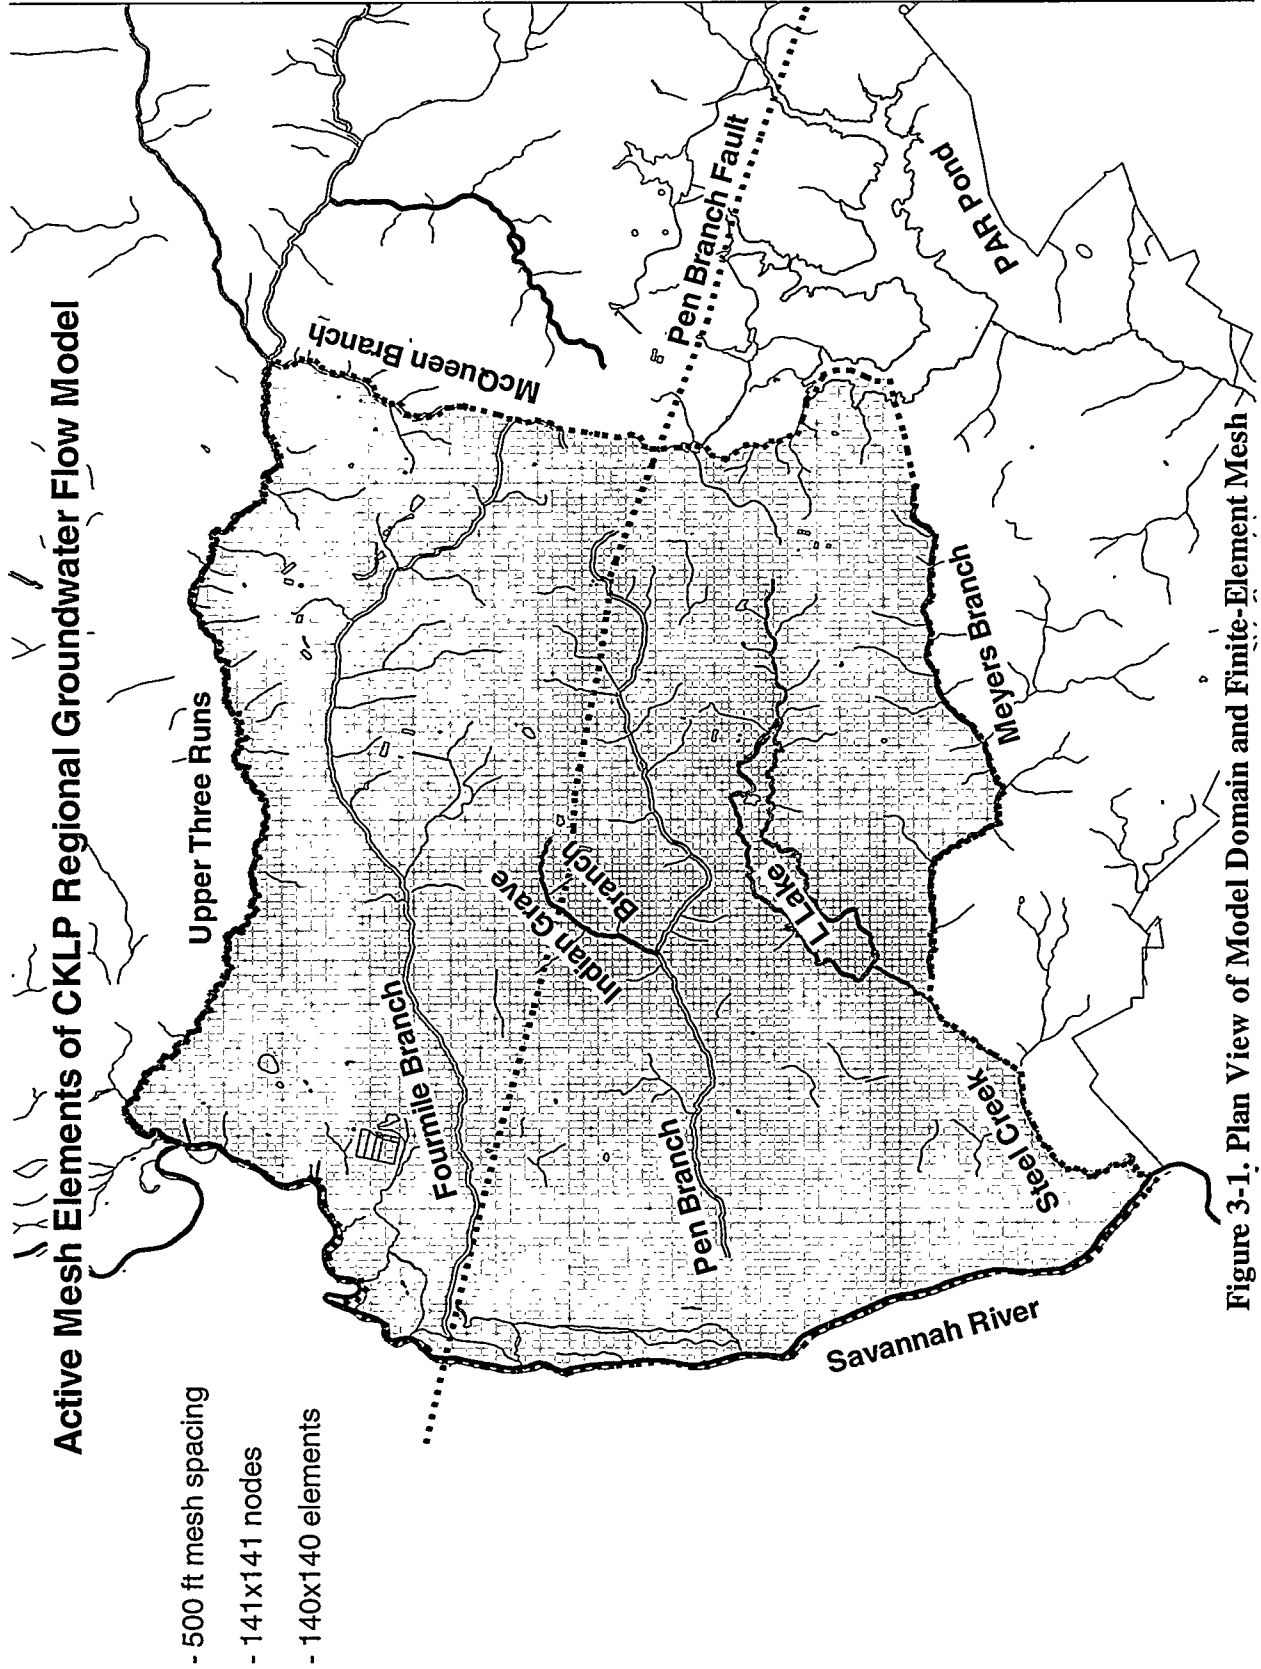 Active Mesh Elements of CKLP Regional Groundwater Flow Model
- 500 ft mesh spacing
- 141x141 nodes
- 140x140 elements
Upper Three Runs
McQueen Branch
Fourmile Branch
Pen Branch Fault
Indian Grave
Branch
Pen Branch
L Lake
PAR Pond
Meyers Branch
Steel Creek
Savannah River
Figure 3-1. Plan View of Model Domain and Finite-Element Mesh